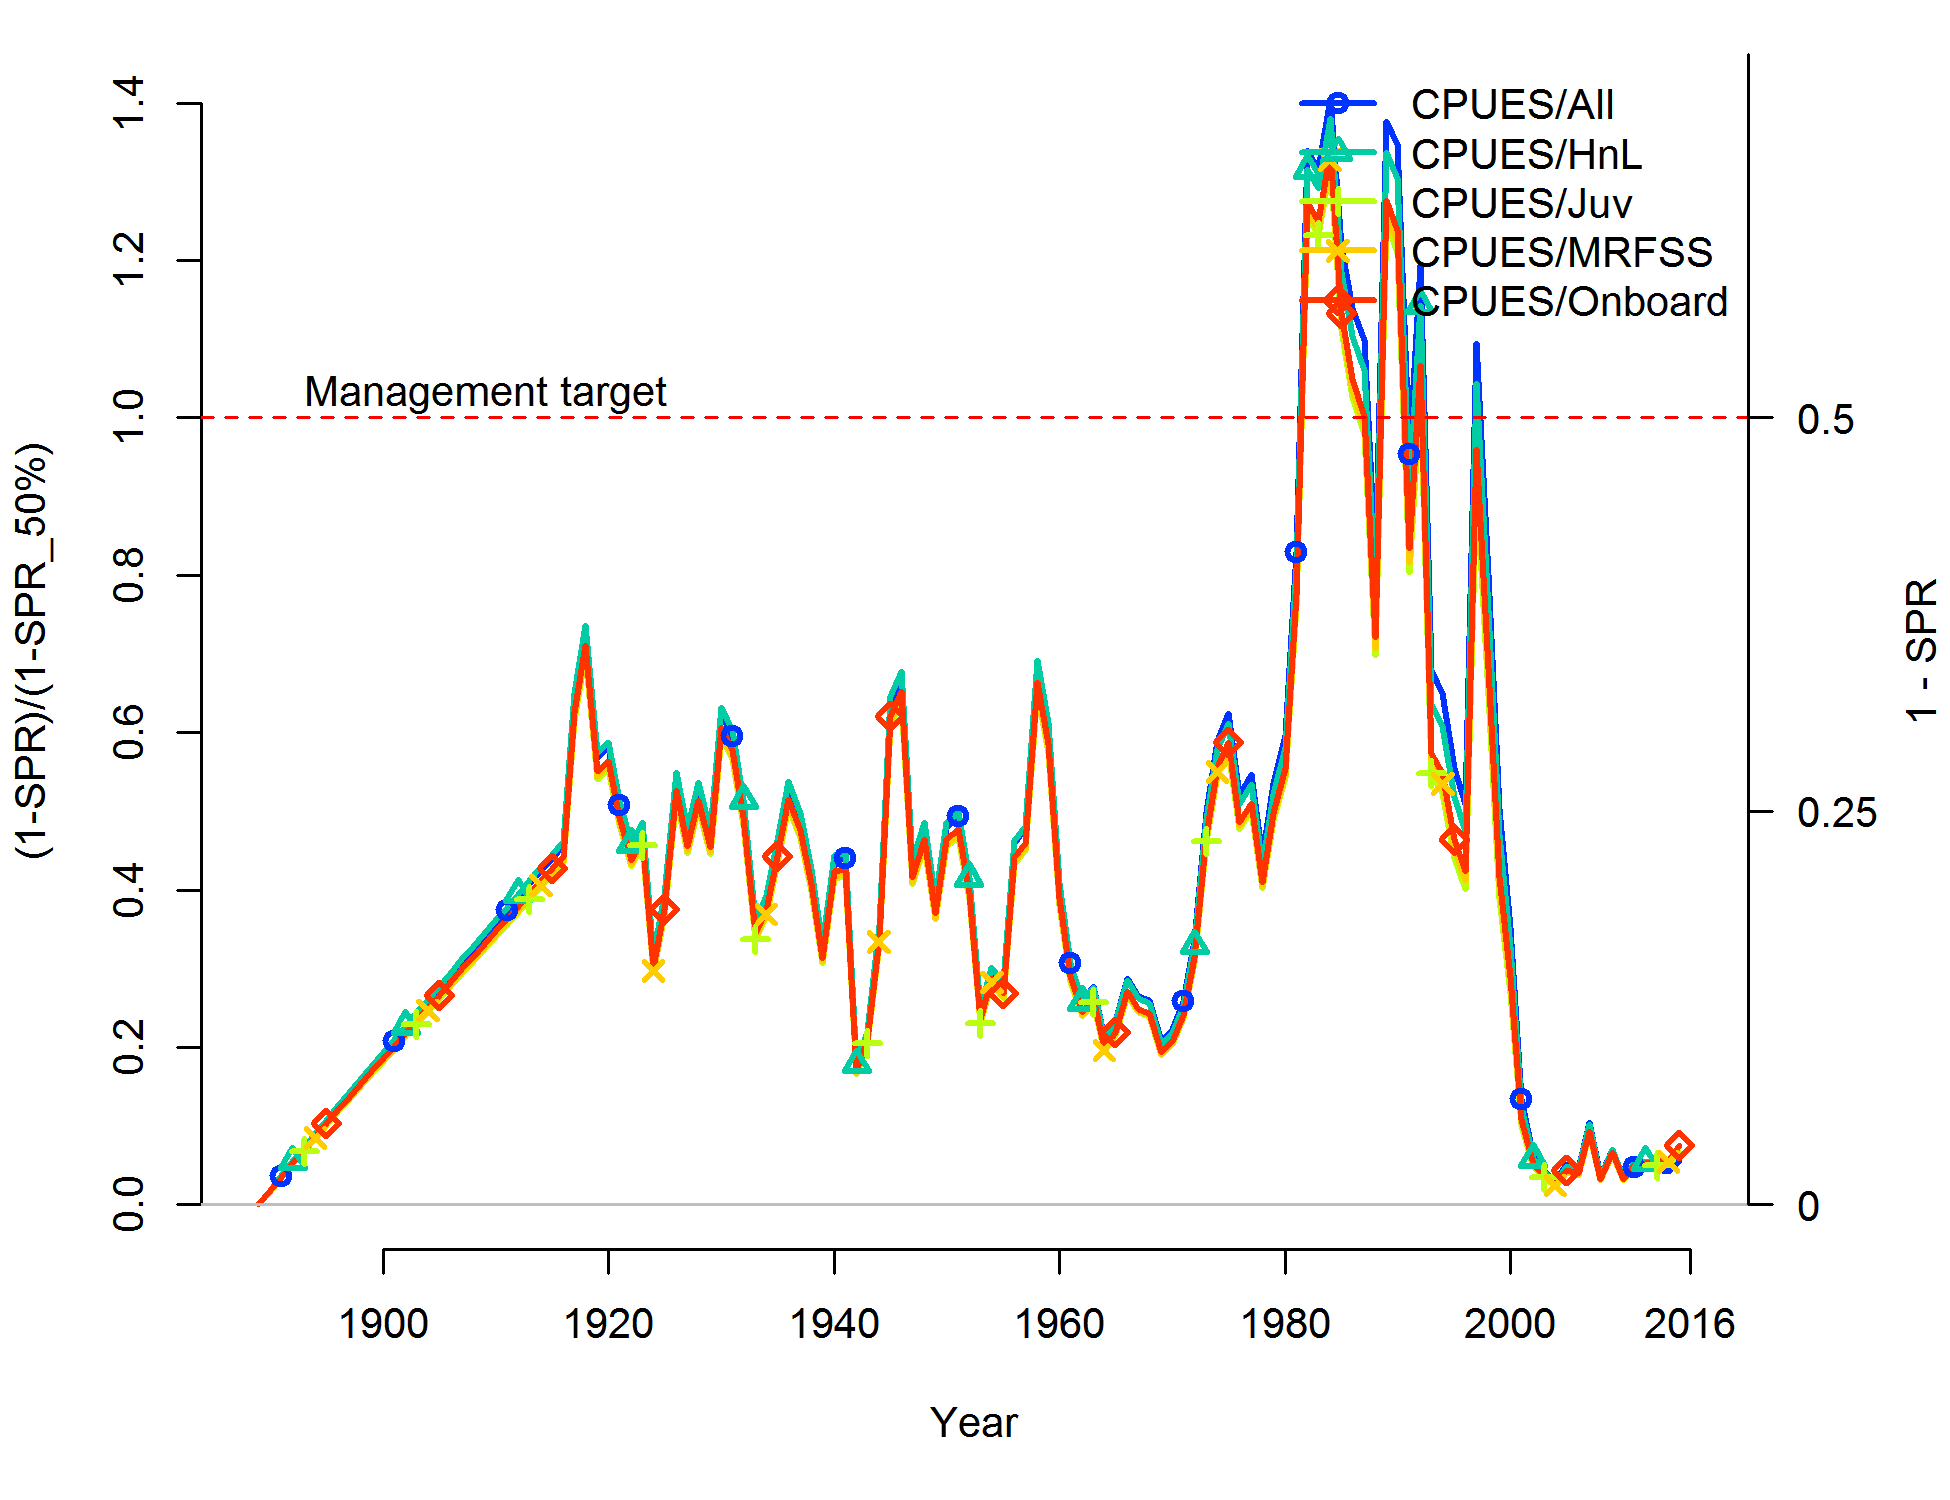 CPUES/All
CPUES/HnL
CPUES/Juv
CPUES/MRFSS
CPUES/Onboard
Management target
(1-SPR)/(1-SPR_50%)
1.4
1.2
1.0
0.8
0.6
0.4
0.2
0.0
0.5
0.25
0
1 - SPR
1900 1920 1940 1960 1980 2000 2016
Year